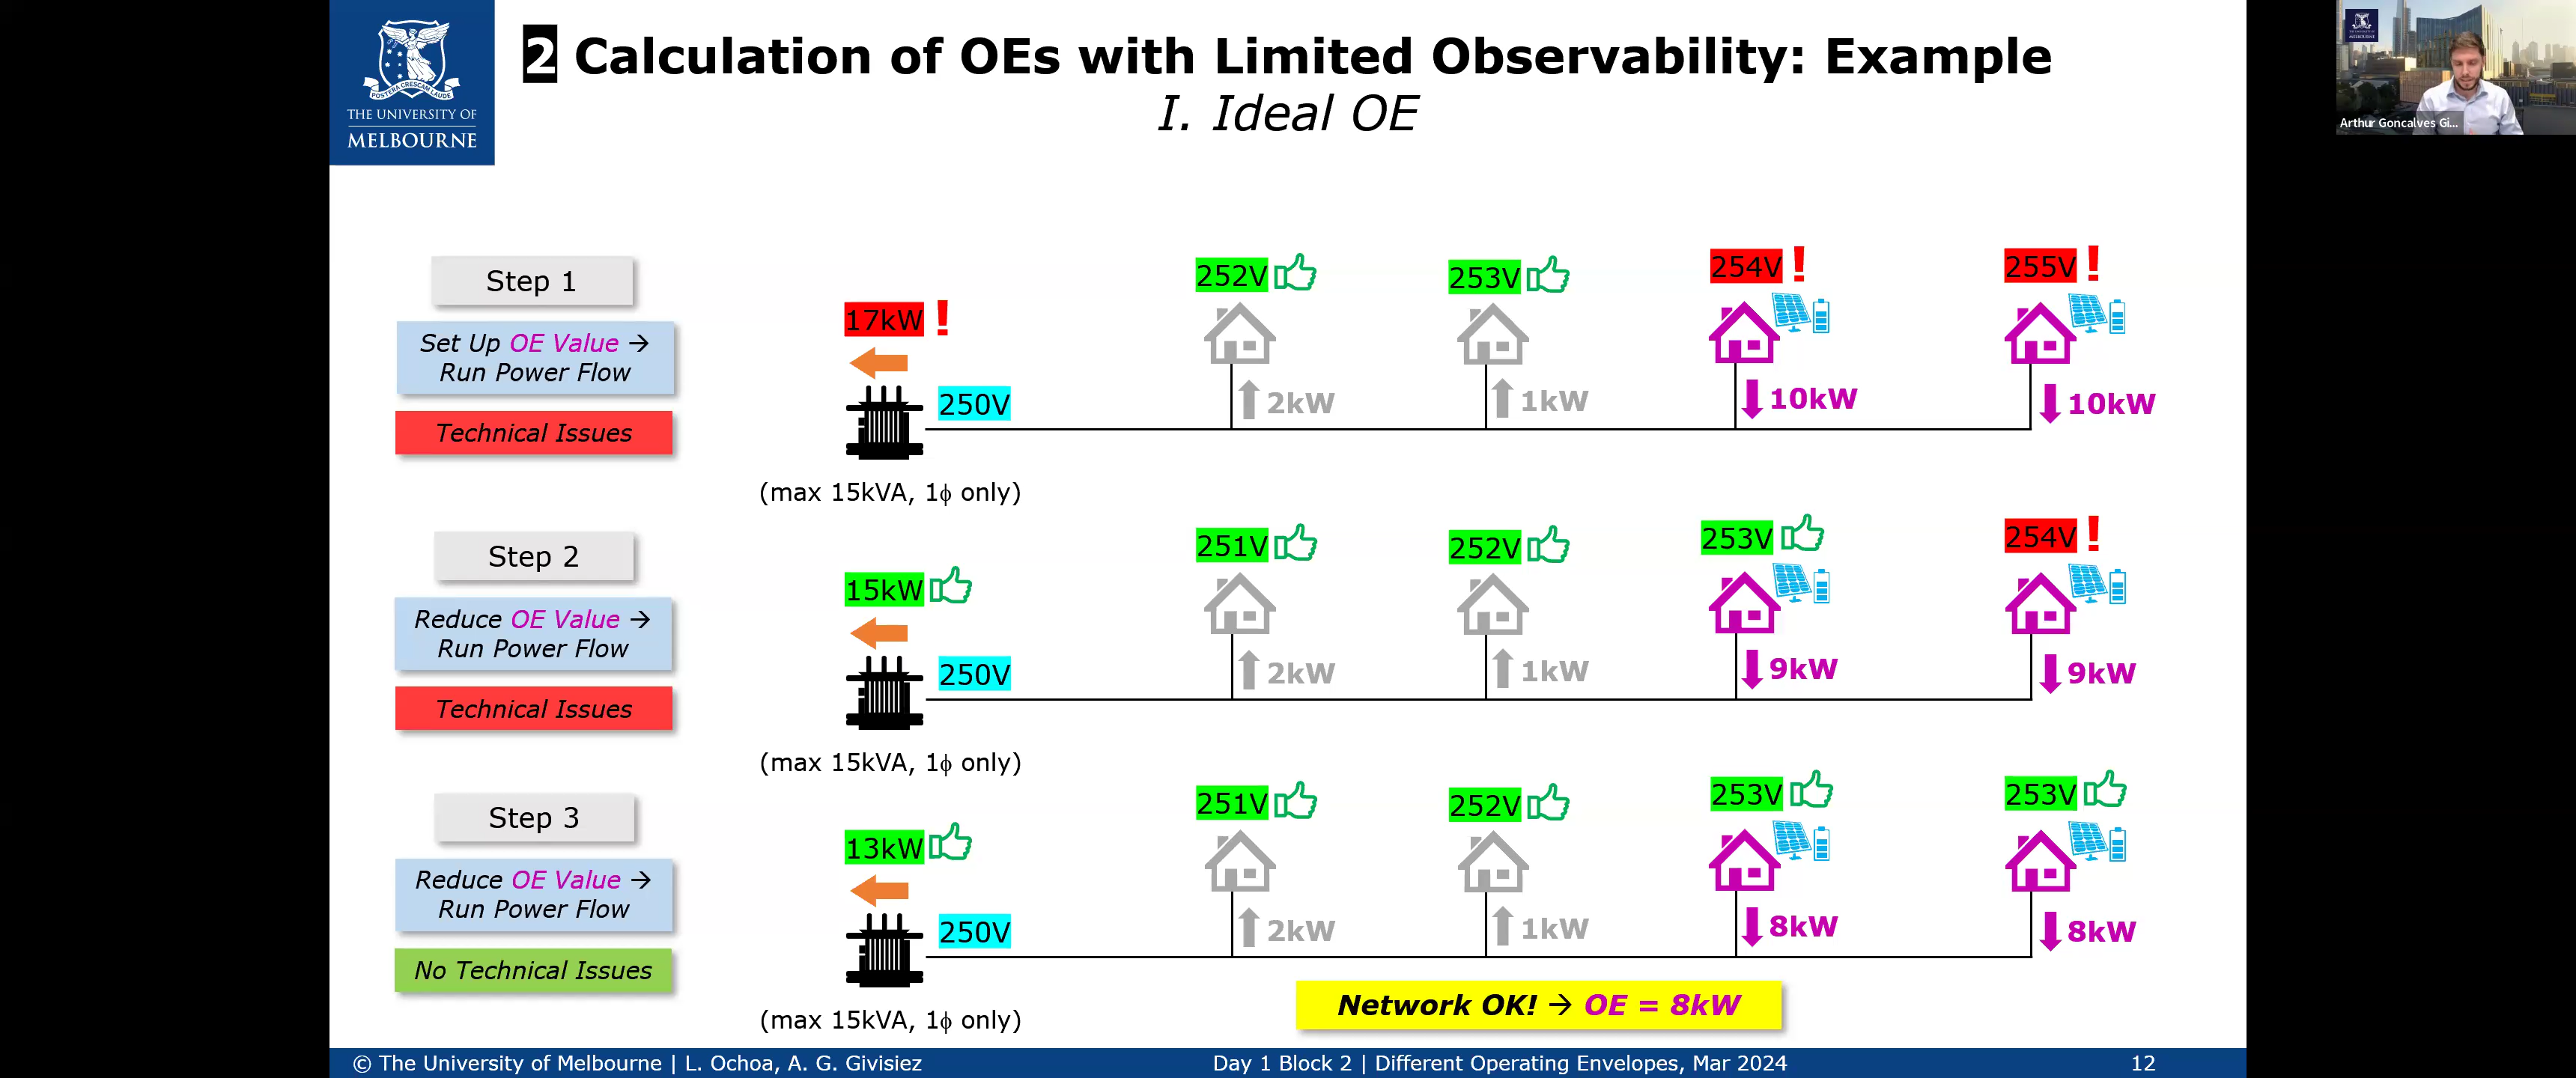 2 Calculation of OEs with Limited Observability: Example
I. Ideal OE
POSTERA CRESCAM LAUDE
THE UNIVERSITY OF
MELBOURNE
Arthur Goncalves Gi...
Step 1
Set Up OE Value →
Run Power Flow
Technical Issues
17kW !
250V
(max 15kVA, 1ϕ only)
252V
2kW
253V
1kW
254V !
10kW
255V !
10kW
Step 2
Reduce OE Value →
Run Power Flow
Technical Issues
15kW
250V
(max 15kVA, 1ϕ only)
251V
2kW
252V
1kW
253V
9kW
254V !
9kW
Step 3
Reduce OE Value →
Run Power Flow
No Technical Issues
13kW
250V
(max 15kVA, 1ϕ only)
251V
2kW
252V
1kW
253V
8kW
253V
8kW
Network OK! → OE = 8kW
© The University of Melbourne | L. Ochoa, A. G. Givisiez
Day 1 Block 2 | Different Operating Envelopes, Mar 2024
12